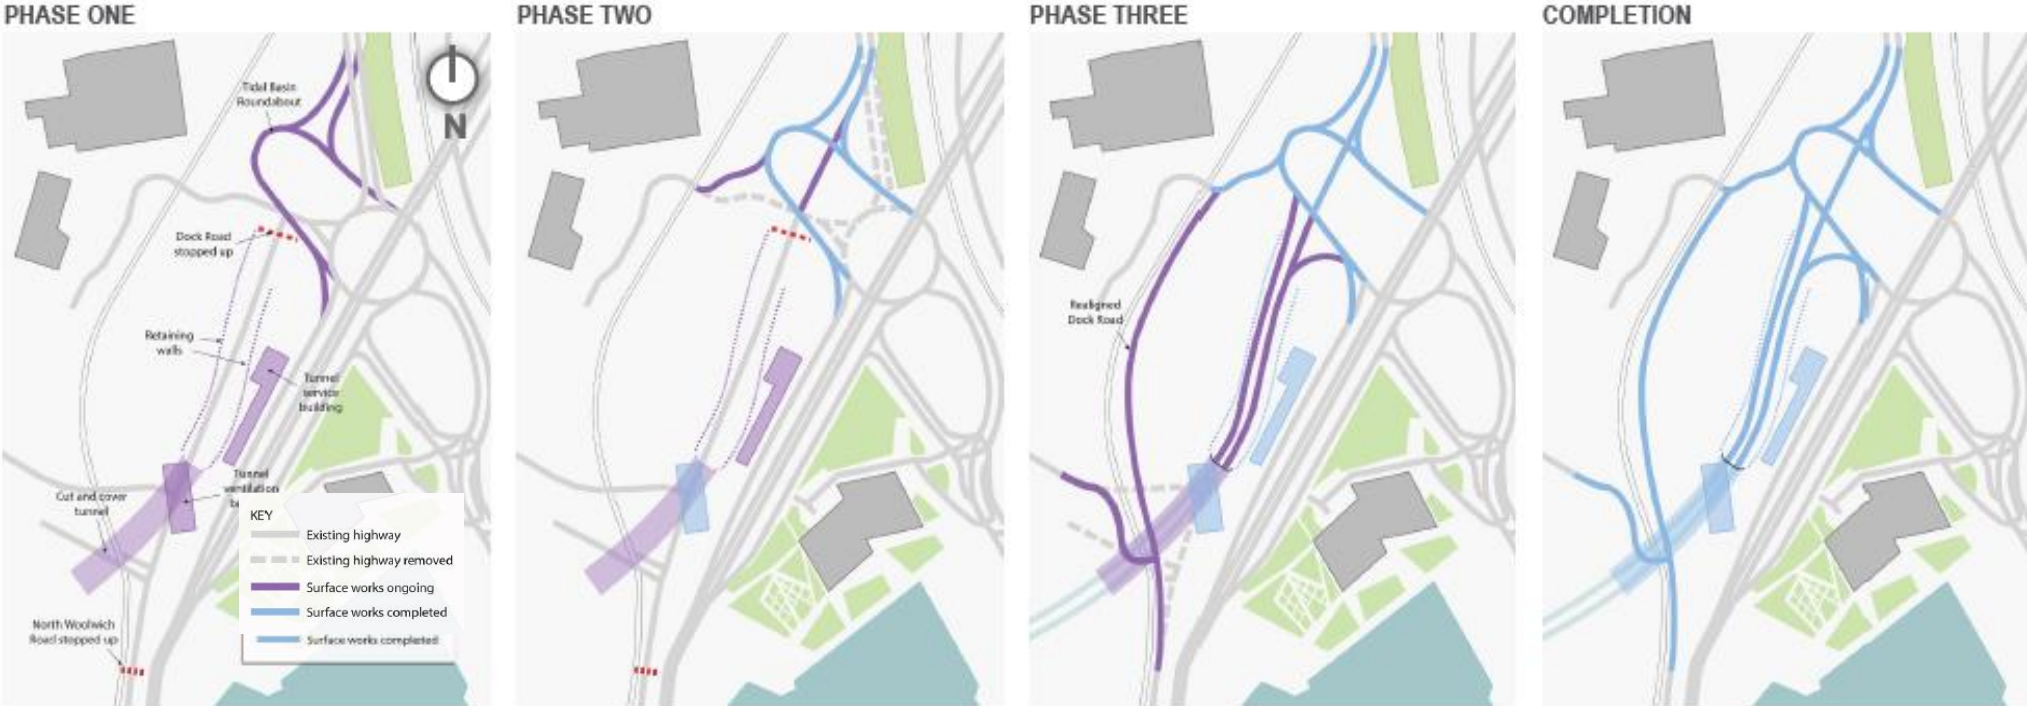 PHASE ONE
PHASE TWO
PHASE THREE
COMPLETION
Tidal Basin
Roundabout
N
Dock Road
stopped up
Retaining
walls
Tunnel
service
building
Tunnel
ventilation
Cut and cover
tunnel
North Woolwich
Road stopped up
KEY
Existing highway
Existing highway removed
Surface works ongoing
Surface works completed
Surface works completed
Realigned
Dock Road